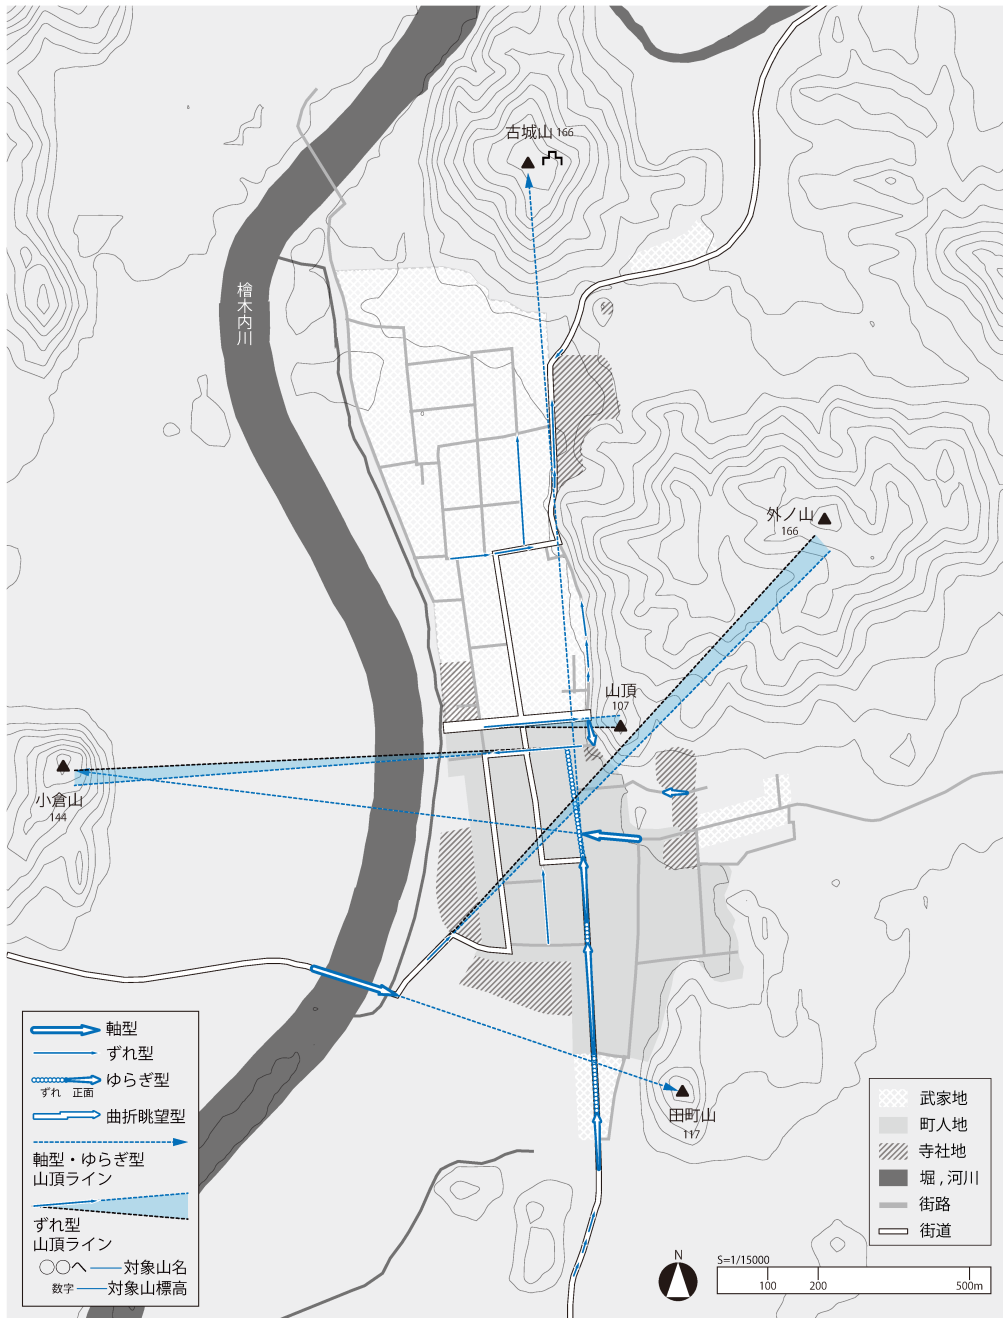 古城山 166
檜木内川
外ノ山
166
山頂
107
小倉山
144
田町山
117
軸型
ずれ型
ゆらぎ型
ずれ 正面
曲折眺望型
軸型・ゆらぎ型
山頂ライン
ずれ型
山頂ライン
○○へ 対象山名
数字 対象山標高
武家地
町人地
寺社地
堀 , 河川
街路
街道
N
S=1/15000
100 200 500m